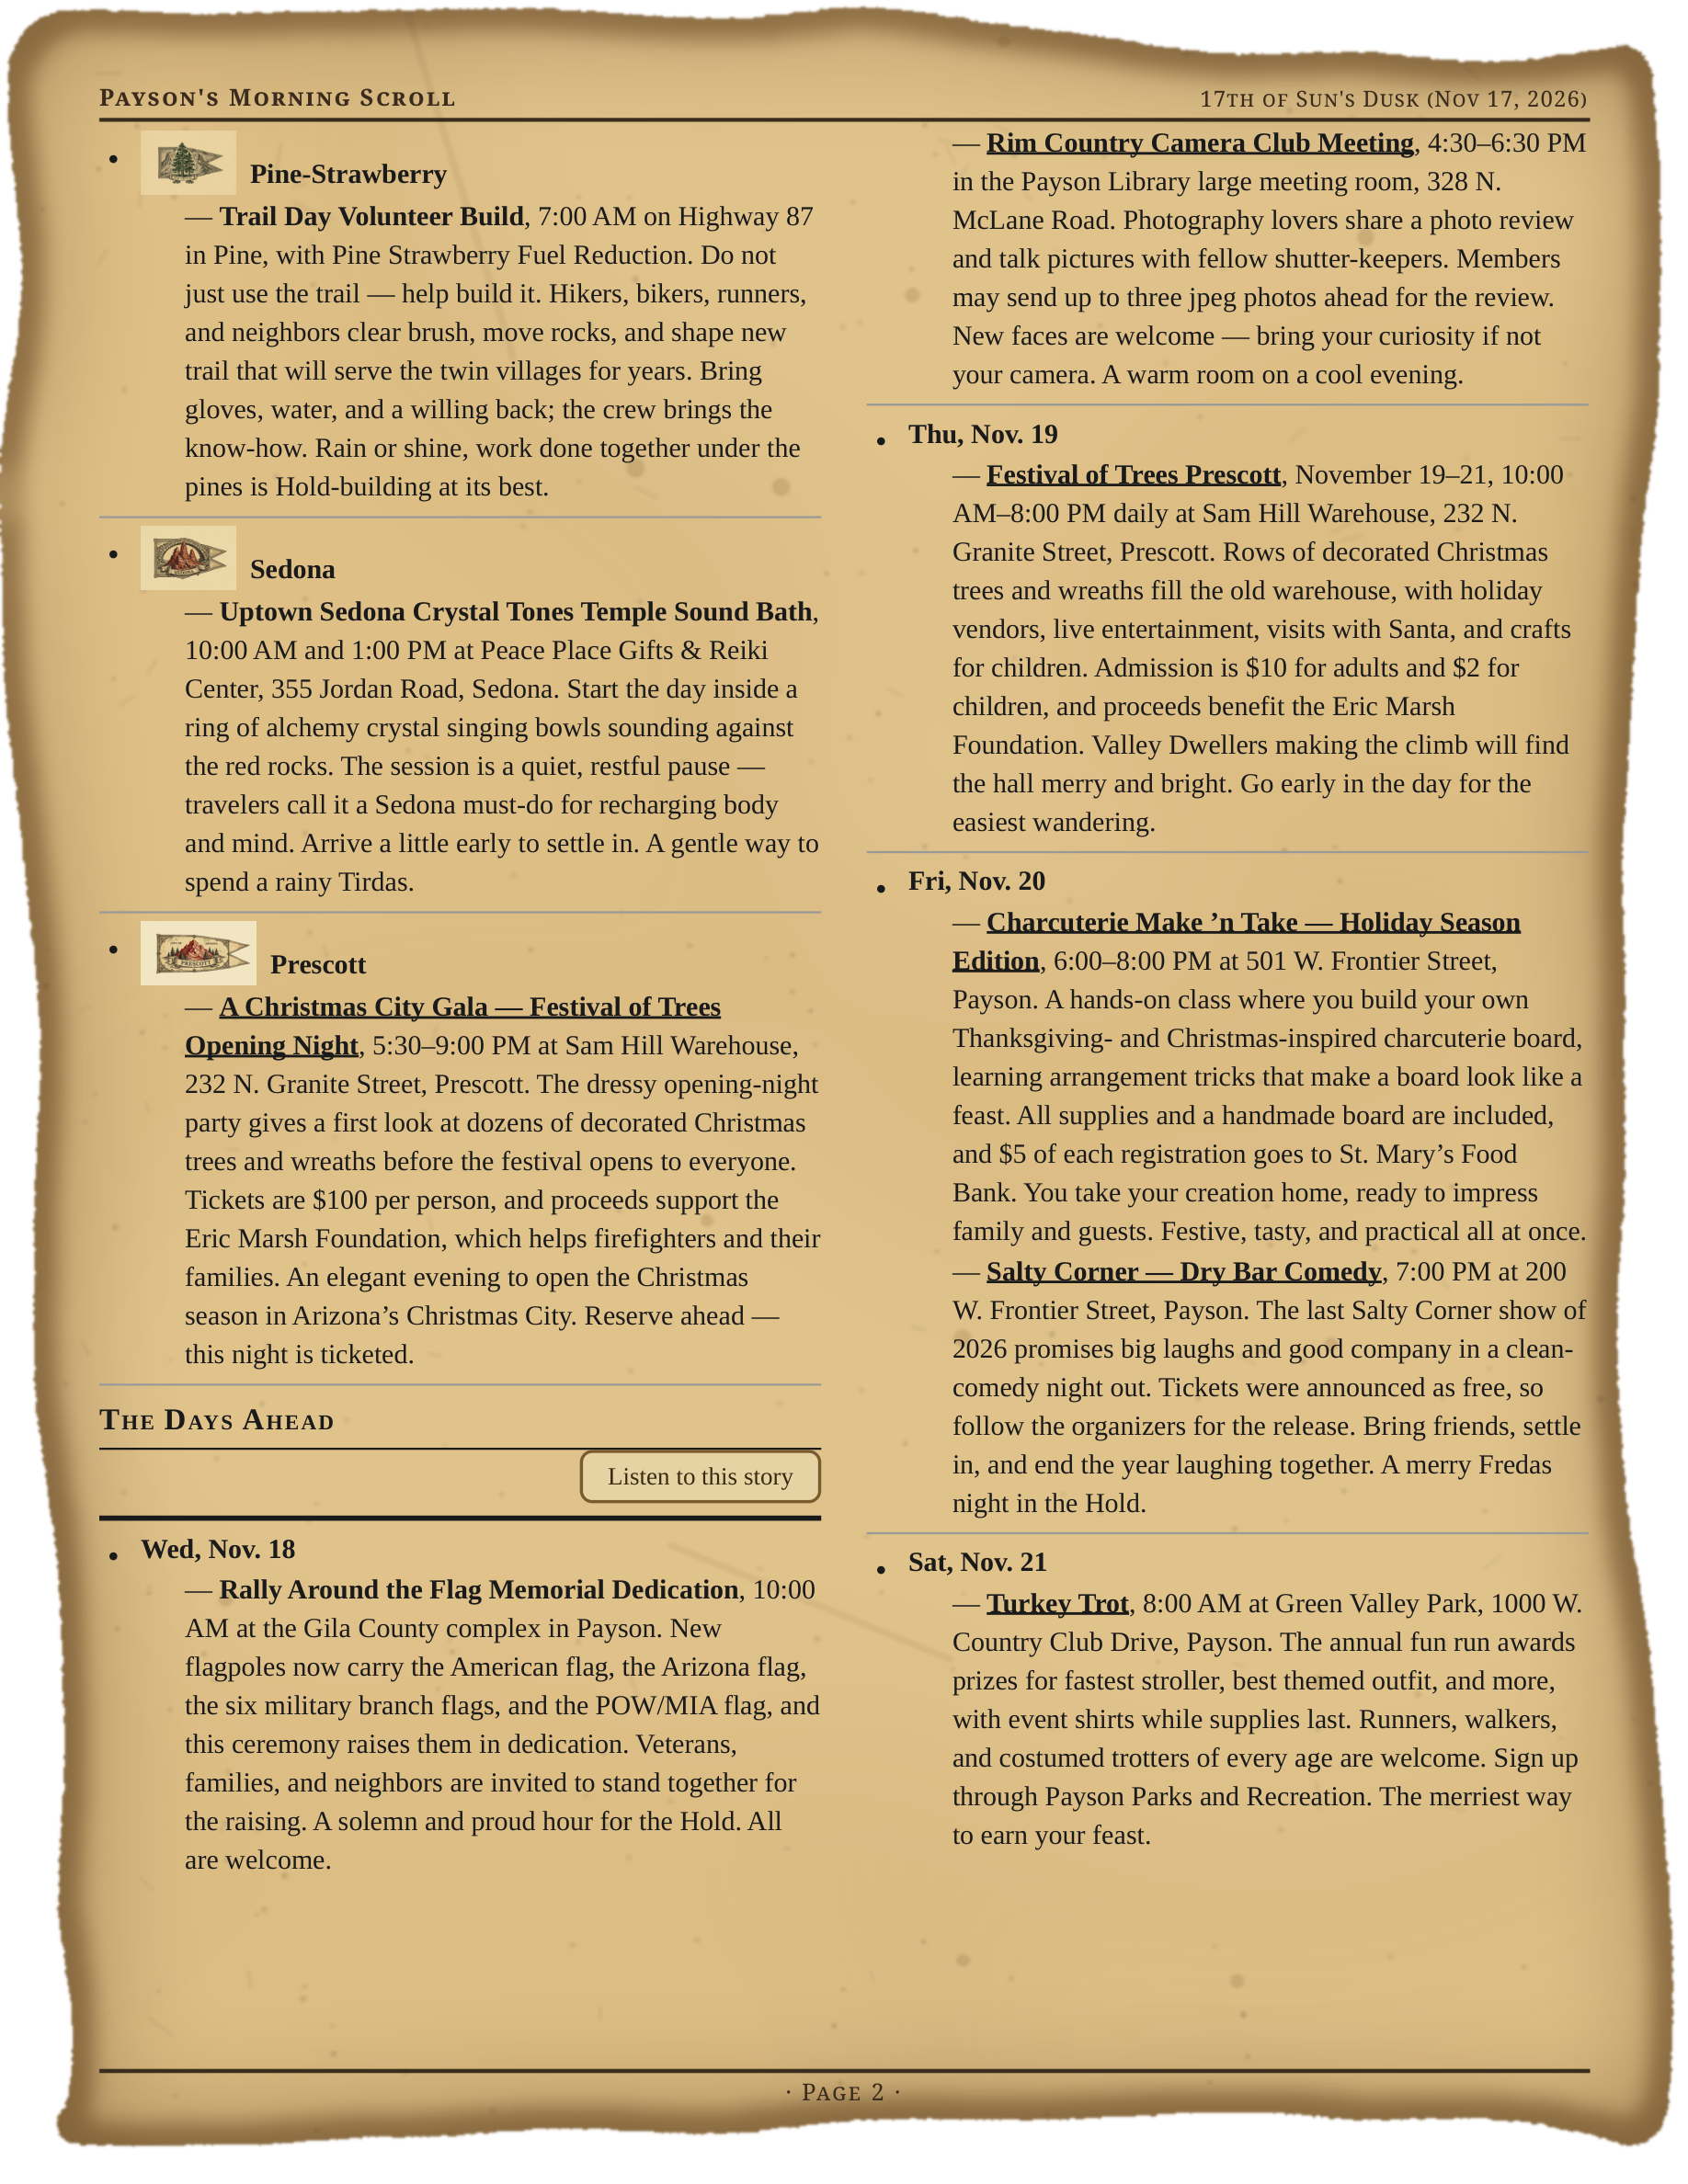 Payson's Morning Scroll
17th of Sun's Dusk (Nov 17, 2026)
• Pine-Strawberry
— Trail Day Volunteer Build, 7:00 AM on Highway 87
in Pine, with Pine Strawberry Fuel Reduction. Do not
just use the trail — help build it. Hikers, bikers, runners,
and neighbors clear brush, move rocks, and shape new
trail that will serve the twin villages for years. Bring
gloves, water, and a willing back; the crew brings the
know-how. Rain or shine, work done together under the
pines is Hold-building at its best.
• Sedona
— Uptown Sedona Crystal Tones Temple Sound Bath,
10:00 AM and 1:00 PM at Peace Place Gifts & Reiki
Center, 355 Jordan Road, Sedona. Start the day inside a
ring of alchemy crystal singing bowls sounding against
the red rocks. The session is a quiet, restful pause —
travelers call it a Sedona must-do for recharging body
and mind. Arrive a little early to settle in. A gentle way to
spend a rainy Tirdas.
PRESCOTT
• Prescott
— A Christmas City Gala — Festival of Trees
Opening Night, 5:30–9:00 PM at Sam Hill Warehouse,
232 N. Granite Street, Prescott. The dressy opening-night
party gives a first look at dozens of decorated Christmas
trees and wreaths before the festival opens to everyone.
Tickets are $100 per person, and proceeds support the
Eric Marsh Foundation, which helps firefighters and their
families. An elegant evening to open the Christmas
season in Arizona’s Christmas City. Reserve ahead —
this night is ticketed.
The Days Ahead
Listen to this story
• Wed, Nov. 18
— Rally Around the Flag Memorial Dedication, 10:00
AM at the Gila County complex in Payson. New
flagpoles now carry the American flag, the Arizona flag,
the six military branch flags, and the POW/MIA flag, and
this ceremony raises them in dedication. Veterans,
families, and neighbors are invited to stand together for
the raising. A solemn and proud hour for the Hold. All
are welcome.
— Rim Country Camera Club Meeting, 4:30–6:30 PM
in the Payson Library large meeting room, 328 N.
McLane Road. Photography lovers share a photo review
and talk pictures with fellow shutter-keepers. Members
may send up to three jpeg photos ahead for the review.
New faces are welcome — bring your curiosity if not
your camera. A warm room on a cool evening.
• Thu, Nov. 19
— Festival of Trees Prescott, November 19–21, 10:00
AM–8:00 PM daily at Sam Hill Warehouse, 232 N.
Granite Street, Prescott. Rows of decorated Christmas
trees and wreaths fill the old warehouse, with holiday
vendors, live entertainment, visits with Santa, and crafts
for children. Admission is $10 for adults and $2 for
children, and proceeds benefit the Eric Marsh
Foundation. Valley Dwellers making the climb will find
the hall merry and bright. Go early in the day for the
easiest wandering.
• Fri, Nov. 20
— Charcuterie Make ’n Take — Holiday Season
Edition, 6:00–8:00 PM at 501 W. Frontier Street,
Payson. A hands-on class where you build your own
Thanksgiving- and Christmas-inspired charcuterie board,
learning arrangement tricks that make a board look like a
feast. All supplies and a handmade board are included,
and $5 of each registration goes to St. Mary’s Food
Bank. You take your creation home, ready to impress
family and guests. Festive, tasty, and practical all at once.
— Salty Corner — Dry Bar Comedy, 7:00 PM at 200
W. Frontier Street, Payson. The last Salty Corner show of
2026 promises big laughs and good company in a clean-
comedy night out. Tickets were announced as free, so
follow the organizers for the release. Bring friends, settle
in, and end the year laughing together. A merry Fredas
night in the Hold.
• Sat, Nov. 21
— Turkey Trot, 8:00 AM at Green Valley Park, 1000 W.
Country Club Drive, Payson. The annual fun run awards
prizes for fastest stroller, best themed outfit, and more,
with event shirts while supplies last. Runners, walkers,
and costumed trotters of every age are welcome. Sign up
through Payson Parks and Recreation. The merriest way
to earn your feast.
· Page 2 ·